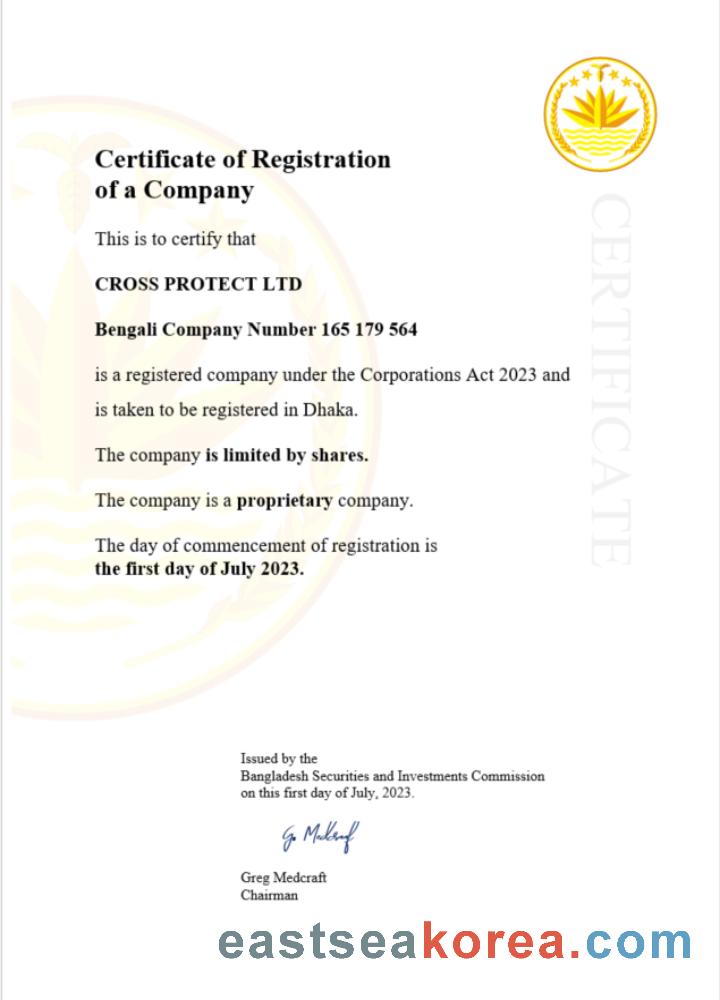 Certificate of Registration
of a Company
This is to certify that
CROSS PROTECT LTD
Bengali Company Number 165 179 564
is a registered company under the Corporations Act 2023 and
is taken to be registered in Dhaka.
The company is limited by shares.
The company is a proprietary company.
The day of commencement of registration is
the first day of July 2023.
CERTIFICATE
Issued by the
Bangladesh Securities and Investments Commission
on this first day of July, 2023.
Greg Medcraft
Chairman
eastseakorea.com